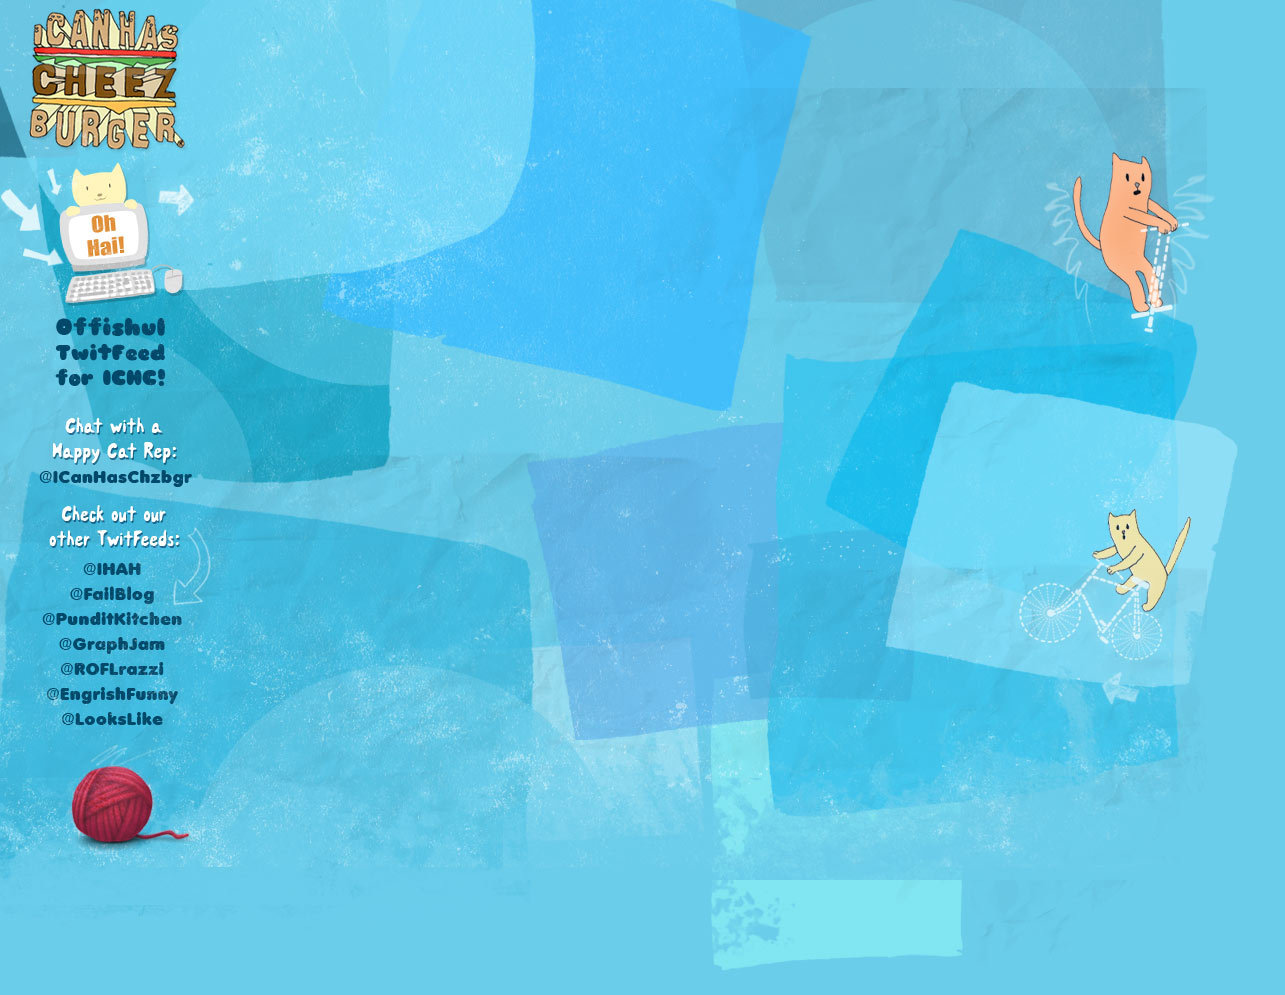 iCAN HAS
CHEEZ
BURGER
Oh
Hai!
Offishul
TwitFeed
for ICHC!
Chat with a
Happy Cat Rep:
@ICanHasChzbgr
Check out our
other TwitFeeds:
@IHAH
@FailBlog
@PunditKitchen
@GraphJam
@ROFLrazzi
@EngrishFunny
@LooksLike